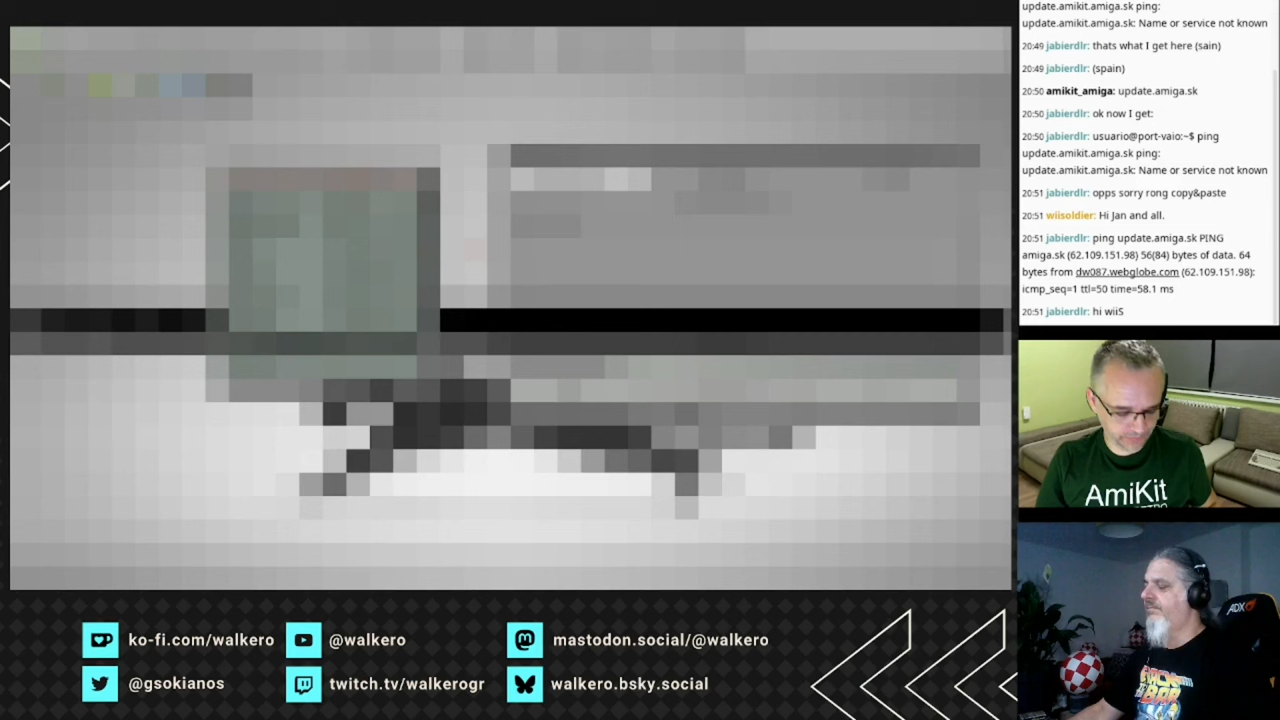 update.amikit.amiga.sk ping:
update.amikit.amiga.sk: Name or service not known
20:49 jabierdlr: thats what I get here (sain)
20:49 jabierdlr: (spain)
20:50 amikit_amiga: update.amiga.sk
20:50 jabierdlr: ok now I get:
20:50 jabierdlr: usuario@port-vaio:~$ ping
update.amikit.amiga.sk ping:
update.amikit.amiga.sk: Name or service not known
20:51 jabierdlr: opps sorry rong copy&paste
20:51 wiisoldier: Hi Jan and all.
20:51 jabierdlr: ping update.amiga.sk PING
amiga.sk (62.109.151.98) 56(84) bytes of data. 64
bytes from dw087.webglobe.com (62.109.151.98):
icmp_seq=1 ttl=50 time=58.1 ms
20:51 jabierdlr: hi wiiS
AmiKit
ADX
BACK
BAR
ko-fi.com/walkero
@walkero
mastodon.social/@walkero
@gsokianos
twitch.tv/walkerogr
walkero.bsky.social